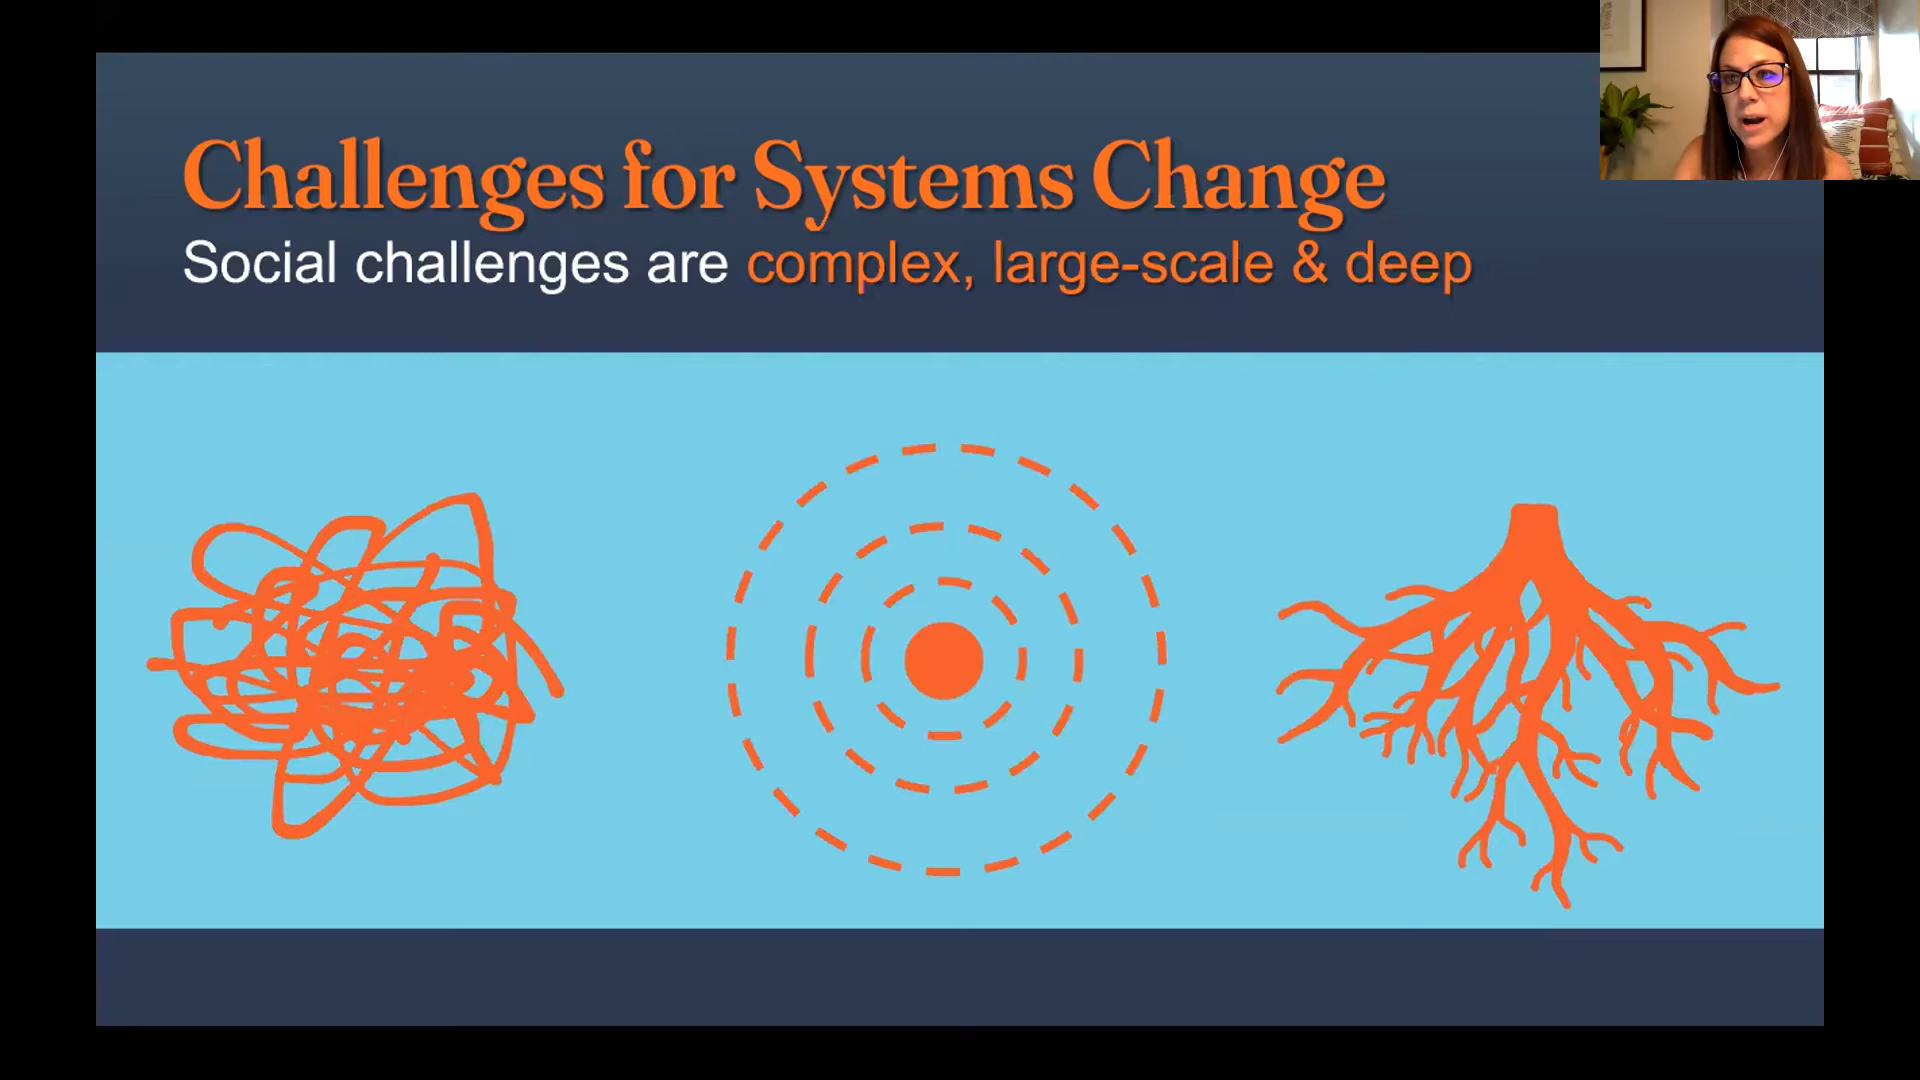 Challenges for Systems Change
Social challenges are complex, large-scale & deep